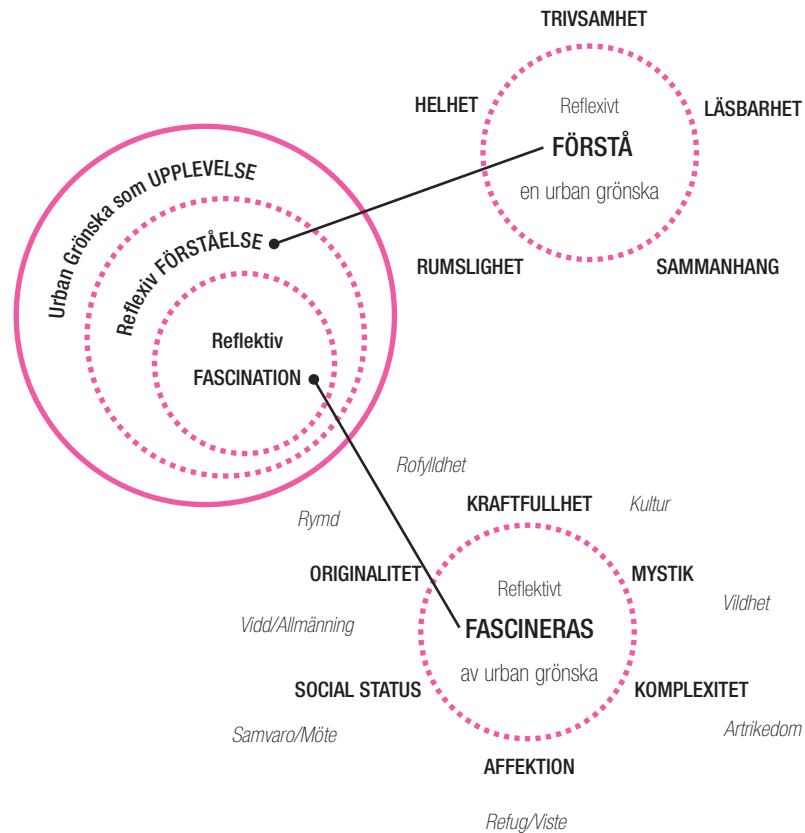 TRIVSAMHET
HELHET
Reflexivt
LÄSBARHET
FÖRSTÅ
en urban grönska
RUMSLIGHET
SAMMANHANG
Urban Grönska som UPPLEVELSE
Reflexiv FÖRSTÅELSE
Reflektiv
FASCINATION
Rofylldhet
KRAFTFULLHET
Kultur
Rymd
ORIGINALITET
Reflektivt
MYSTIK
Vildhet
Vidd/Allmänning
FASCINERAS
av urban grönska
SOCIAL STATUS
KOMPLEXITET
Samvaro/Möte
Artrikedom
AFFEKTION
Refug/Viste